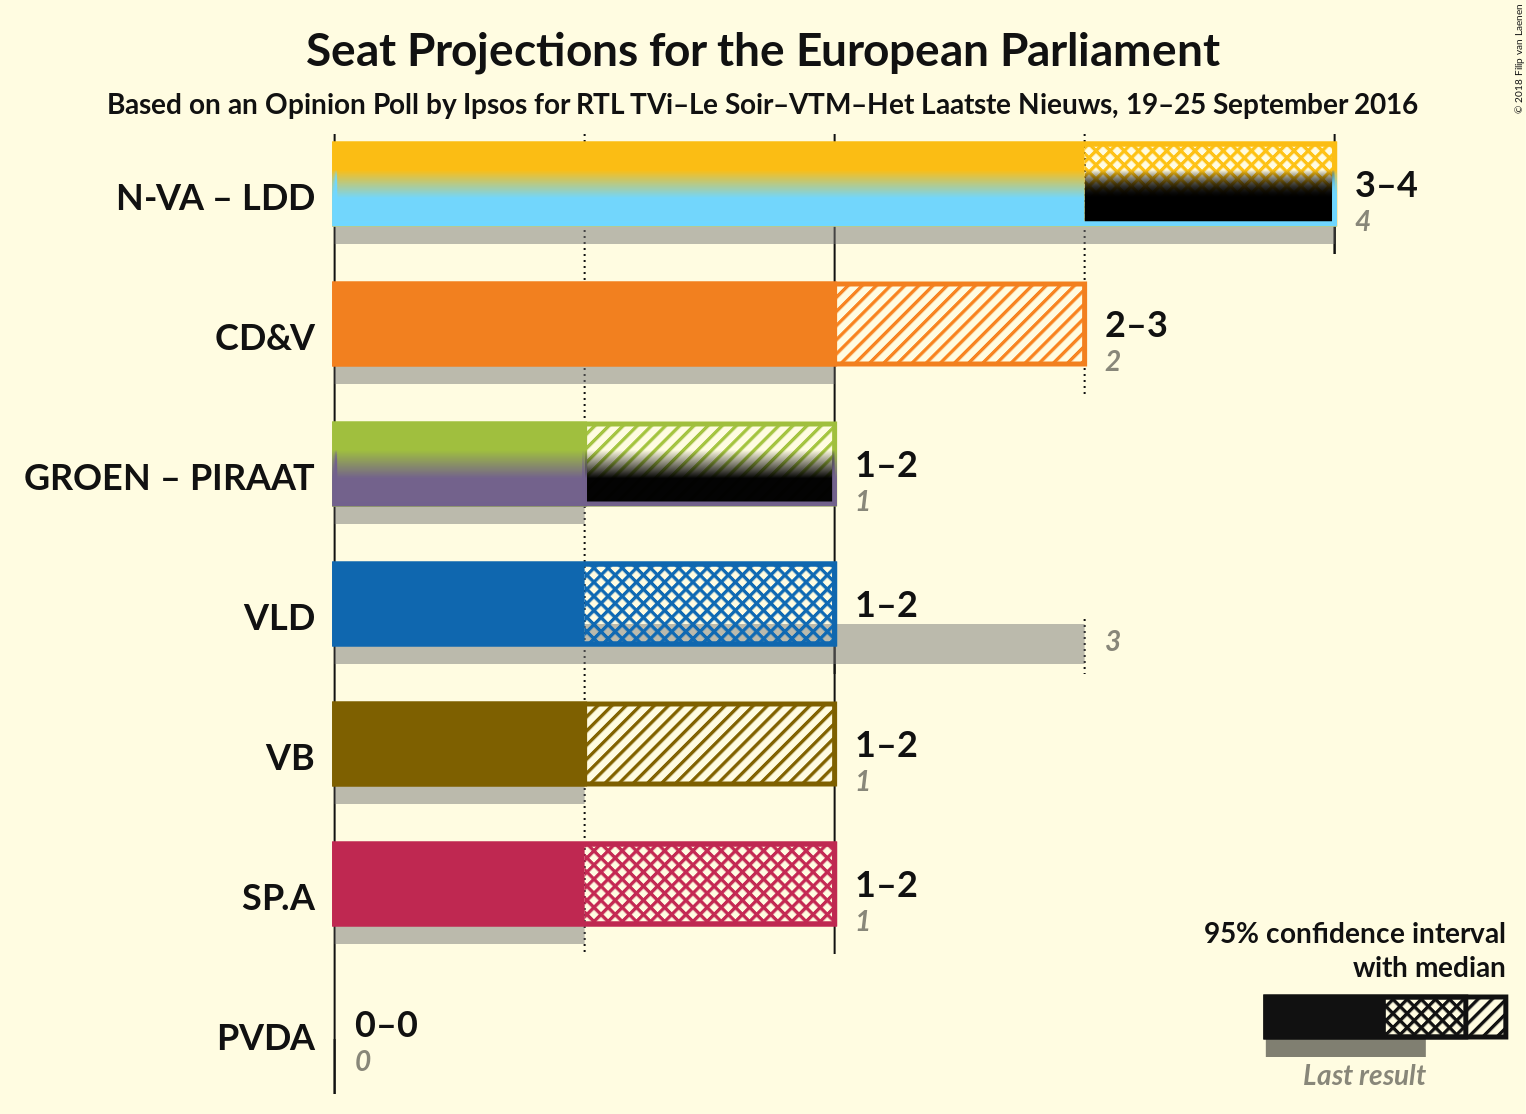 Seat Projections for the European Parliament
Based on an Opinion Poll by Ipsos for RTL TVi–Le Soir–VTM–Het Laatste Nieuws, 19–25 September 2016
© 2018 Filip van Laenen
N-VA – LDD
3–4
4
CD&V
2–3
2
GROEN – PIRAAT
1–2
1
VLD
1–2
3
VB
1–2
1
SP.A
1–2
1
PVDA
0–0
0
95% confidence interval
with median
Last result